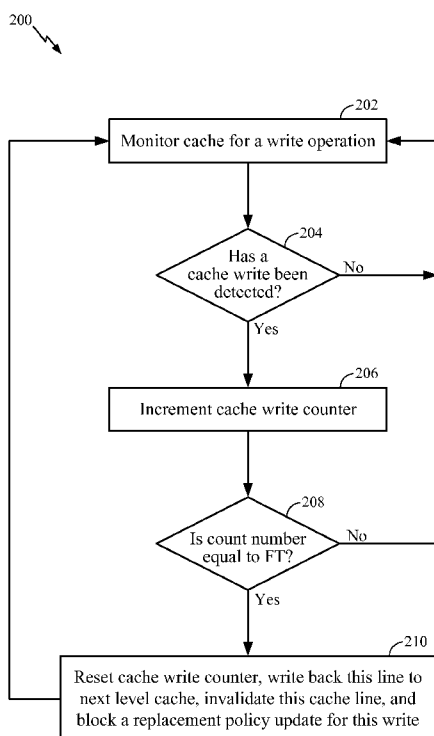 200
202
Monitor cache for a write operation
204
Has a
cache write been
detected?
No
Yes
206
Increment cache write counter
208
Is count number
equal to FT?
No
Yes
210
Reset cache write counter, write back this line to
next level cache, invalidate this cache line, and
block a replacement policy update for this write